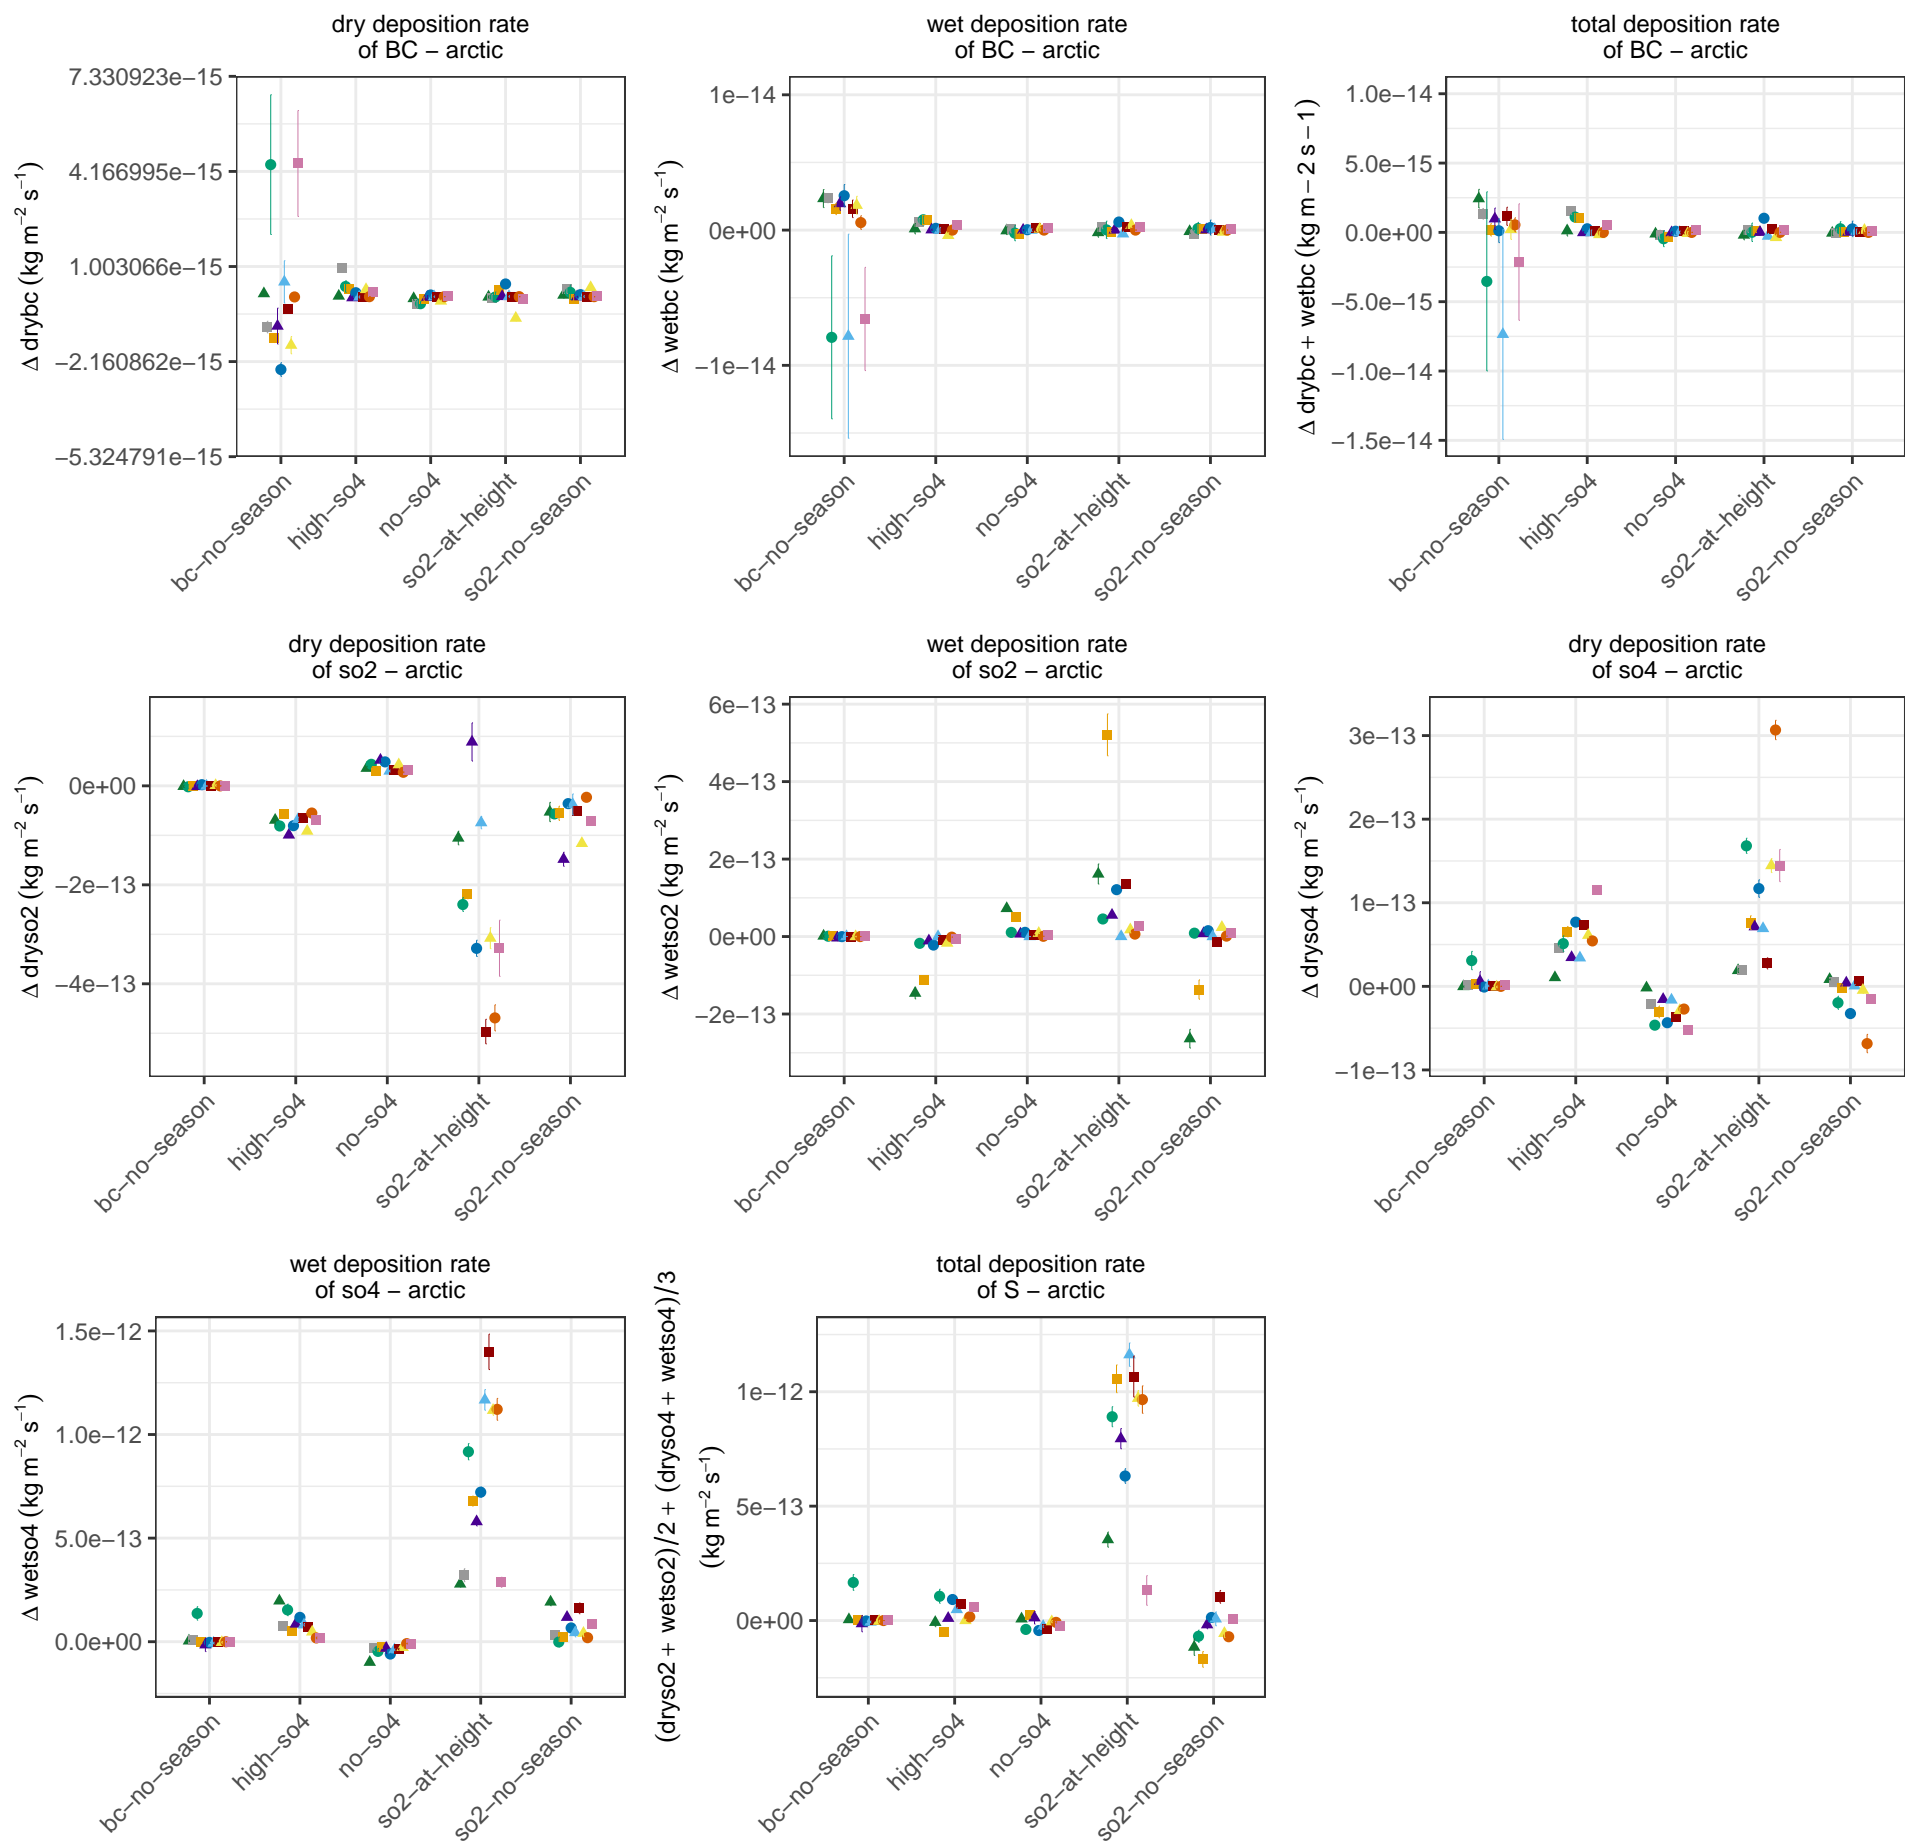 dry deposition rate
of BC − arctic
Δ drybc (kg m−2 s−1)
7.330923e−15
4.166995e−15
1.003066e−15
−2.160862e−15
−5.324791e−15
bc−no−season
high−so4
no−so4
so2−at−height
so2−no−season
wet deposition rate
of BC − arctic
Δ wetbc (kg m−2 s−1)
1e−14
0e+00
−1e−14
bc−no−season
high−so4
no−so4
so2−at−height
so2−no−season
total deposition rate
of BC − arctic
Δ drybc + wetbc (kg m − 2 s − 1)
1.0e−14
5.0e−15
0.0e+00
−5.0e−15
−1.0e−14
−1.5e−14
bc−no−season
high−so4
no−so4
so2−at−height
so2−no−season
dry deposition rate
of so2 − arctic
Δ dryso2 (kg m−2 s−1)
0e+00
−2e−13
−4e−13
bc−no−season
high−so4
no−so4
so2−at−height
so2−no−season
wet deposition rate
of so2 − arctic
Δ wetso2 (kg m−2 s−1)
6e−13
4e−13
2e−13
0e+00
−2e−13
bc−no−season
high−so4
no−so4
so2−at−height
so2−no−season
dry deposition rate
of so4 − arctic
Δ dryso4 (kg m−2 s−1)
3e−13
2e−13
1e−13
0e+00
−1e−13
bc−no−season
high−so4
no−so4
so2−at−height
so2−no−season
wet deposition rate
of so4 − arctic
Δ wetso4 (kg m−2 s−1)
1.5e−12
1.0e−12
5.0e−13
0.0e+00
bc−no−season
high−so4
no−so4
so2−at−height
so2−no−season
total deposition rate
of S − arctic
(dryso2 + wetso2)/2 + (dryso4 + wetso4)/3
(kg m−2 s−1)
1e−12
5e−13
0e+00
bc−no−season
high−so4
no−so4
so2−at−height
so2−no−season